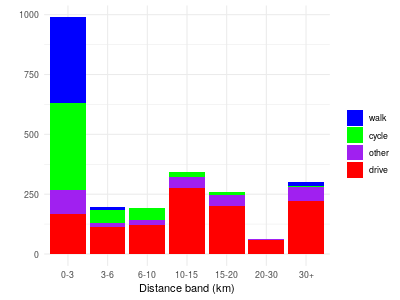 1000
750
500
250
0
0-3 3-6 6-10 10-15 15-20 20-30 30+
Distance band (km)
walk
cycle
other
drive